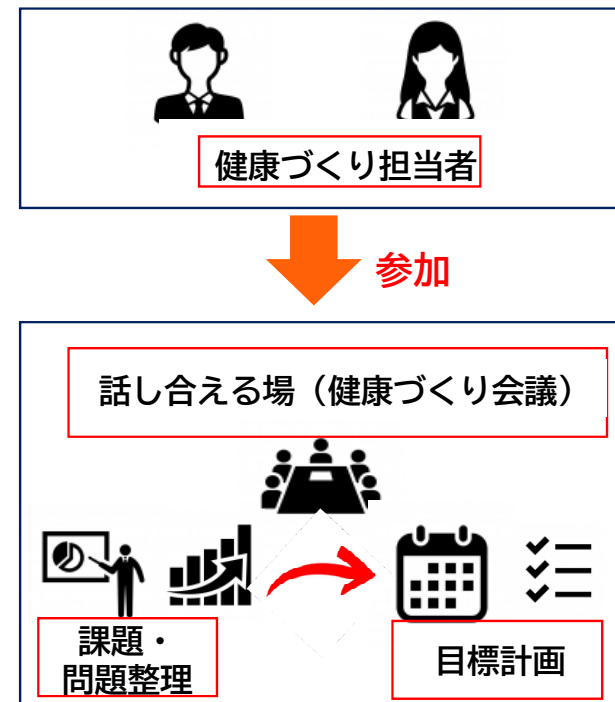 健康づくり担当者
参加
話し合える場（健康づくり会議）
課題・
問題整理
目標計画